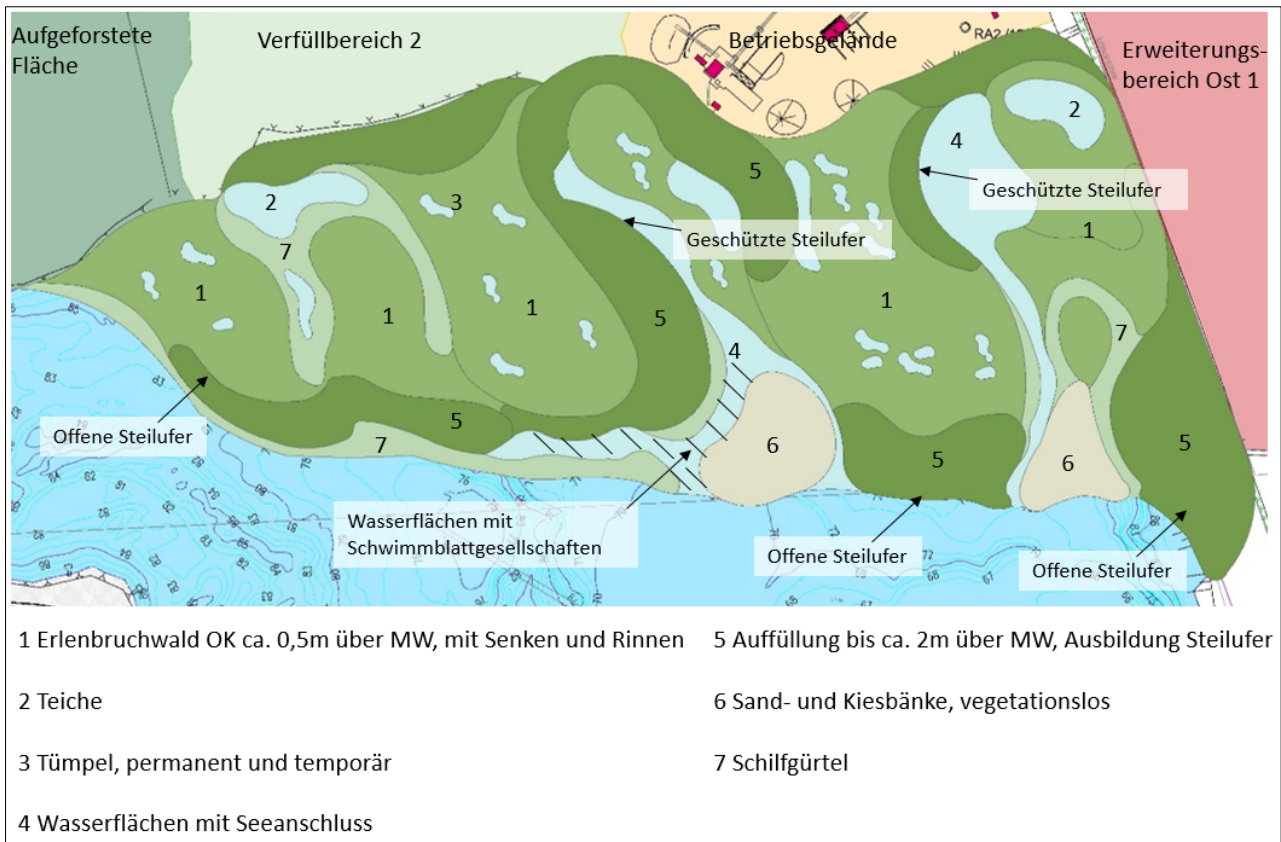 Aufgeforstete
Fläche
Verfüllbereich 2
Betriebsgelände
Erweiterungs-
bereich Ost 1
2
4
2
3
5
Geschützte Steilufer
7
Geschützte Steilufer
1
1
1
1
1
5
7
4
Offene Steilufer
5
7
6
5
6
5
Wasserflächen mit
Schwimmblattgesellschaften
Offene Steilufer
Offene Steilufer
1 Erlenbruchwald OK ca. 0,5m über MW, mit Senken und Rinnen
5 Auffüllung bis ca. 2m über MW, Ausbildung Steilufer
2 Teiche
6 Sand- und Kiesbänke, vegetationslos
3 Tümpel, permanent und temporär
7 Schilfgürtel
4 Wasserflächen mit Seeanschluss